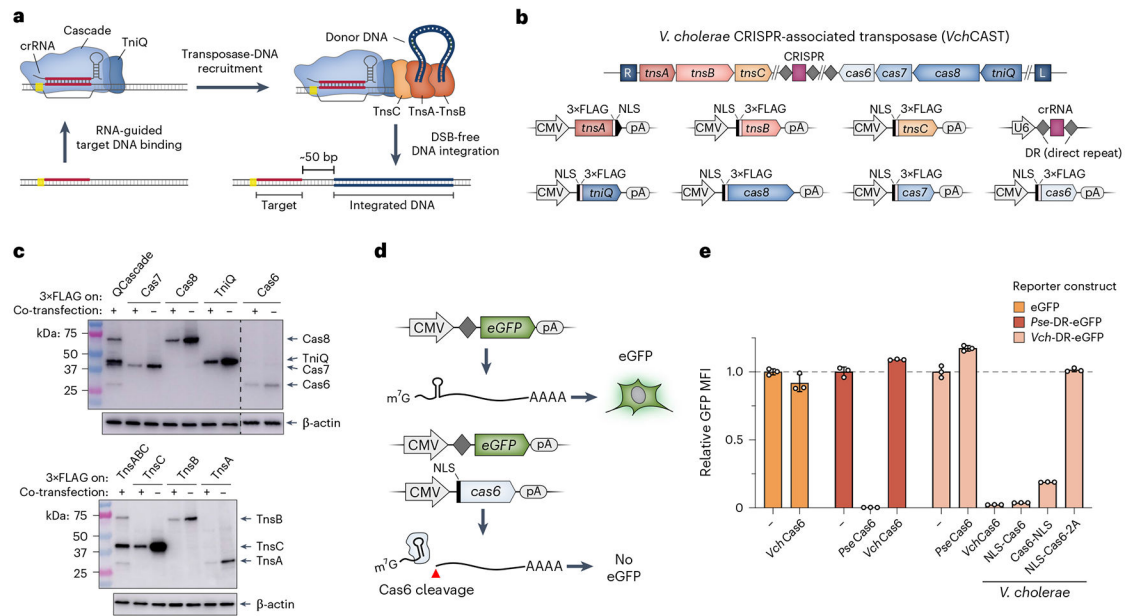 a
Cascade
crRNA
TniQ
Transposase-DNA
recruitment
Donor DNA
TnsC
TnsA-TnsB
RNA-guided
target DNA binding
DSB-free
DNA integration
~50 bp
Target
Integrated DNA
b
V. cholerae CRISPR-associated transposase (VchCAST)
CRISPR
R
tnsA
tnsB
tnsC
cas6
cas7
cas8
tniQ
L
3×FLAG NLS
CMV
tnsA
pA
NLS 3×FLAG
CMV
tnsB
pA
NLS 3×FLAG
CMV
tnsC
pA
crRNA
U6
DR (direct repeat)
NLS 3×FLAG
CMV
tniQ
pA
NLS 3×FLAG
CMV
cas8
pA
NLS 3×FLAG
CMV
cas7
pA
NLS 3×FLAG
CMV
cas6
pA
c
QCascade
Cas7
Cas8
TniQ
Cas6
3×FLAG on:
Co-transfection: + + − + − + − + −
kDa: 75
50
37
25
Cas8
TniQ
Cas7
Cas6
β-actin
TnsABC
TnsC
TnsB
TnsA
3×FLAG on:
Co-transfection: + + − + − + −
kDa: 75
50
37
25
TnsB
TnsC
TnsA
β-actin
d
CMV
eGFP
pA
eGFP
m7G
AAAA
CMV
eGFP
pA
NLS
CMV
cas6
pA
m7G
AAAA
No
eGFP
Cas6 cleavage
e
Reporter construct
eGFP
Pse-DR-eGFP
Vch-DR-eGFP
Relative GFP MFI
1.0
0.5
0
−
VchCas6
−
PseCas6
VchCas6
−
PseCas6
VchCas6
NLS-Cas6
Cas6-NLS
NLS-Cas6-2A
V. cholerae